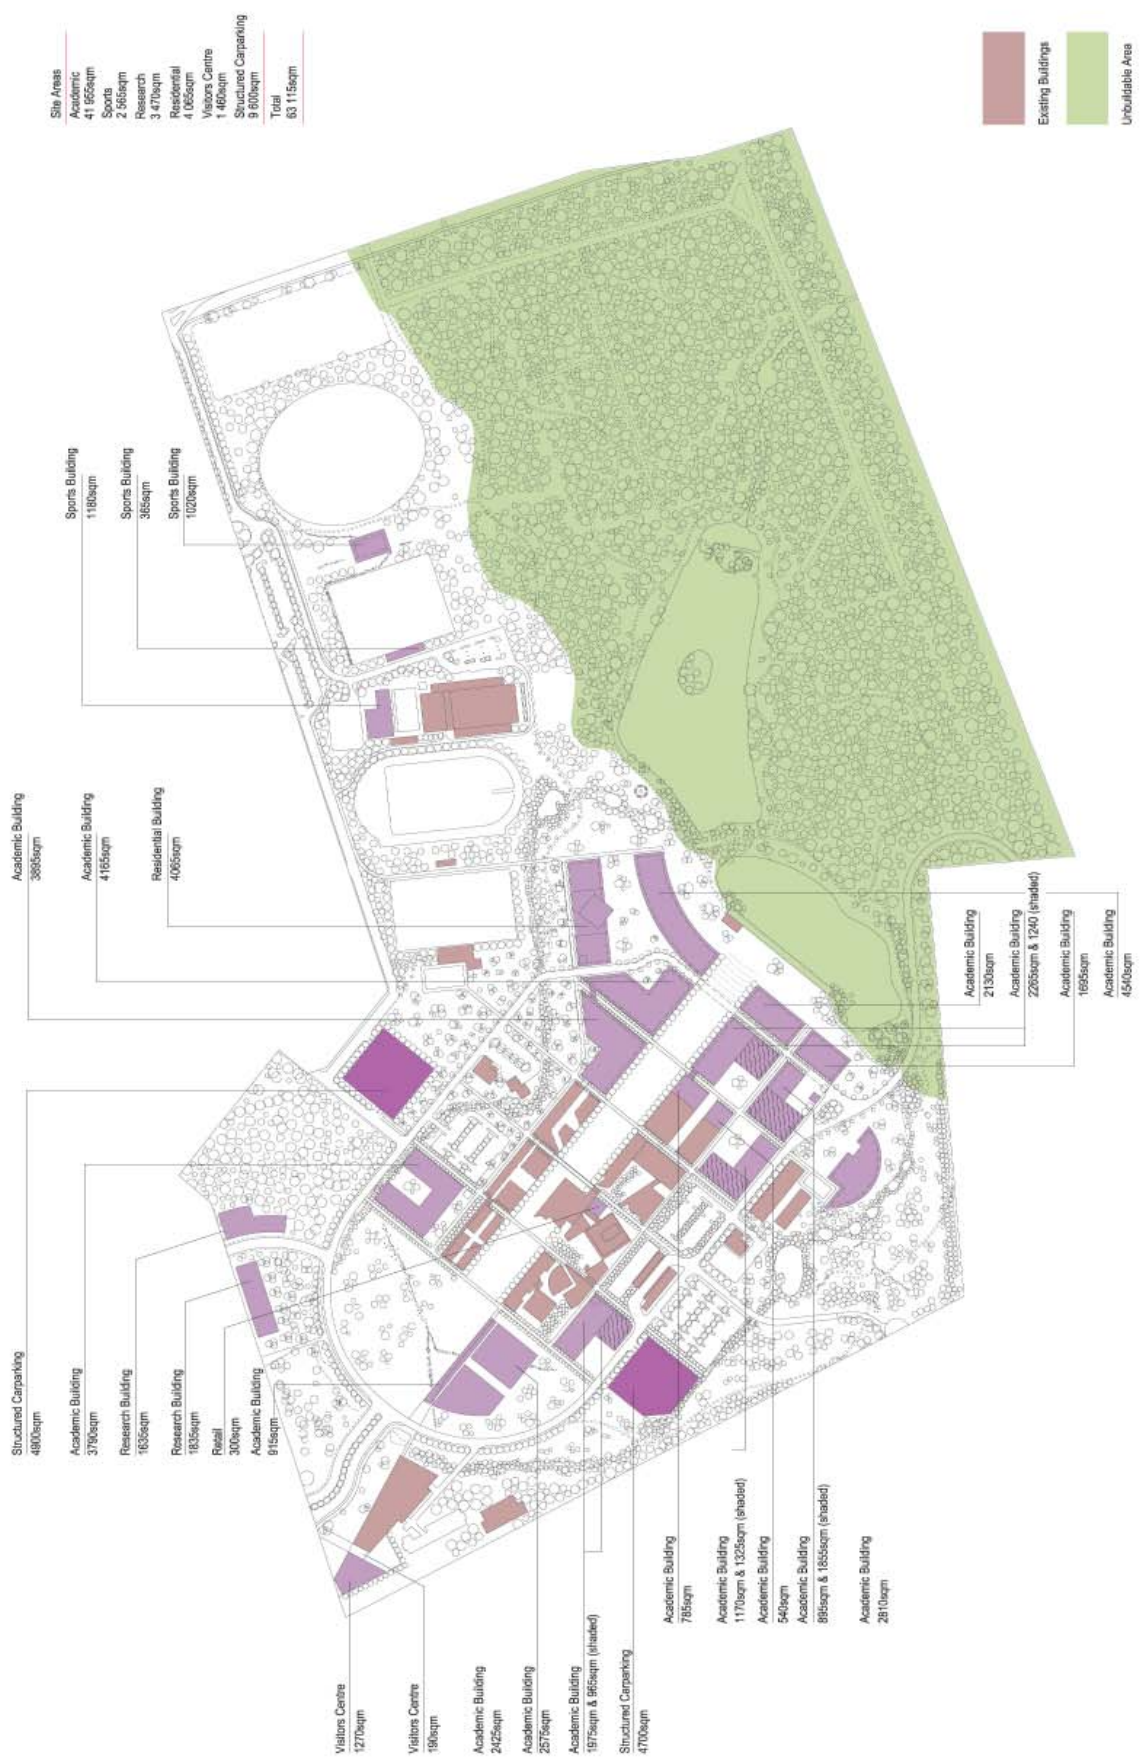 Site Areas
Academic
41 955sqm
Sports
2 565sqm
Research
3 470sqm
Residential
4 065sqm
Visitors Centre
1 460sqm
Structured Carparking
9 600sqm
Total
63 115sqm
Existing Buildings
Unbuildable Area
Sports Building
1180sqm
Sports Building
365sqm
Sports Building
1020sqm
Academic Building
3895sqm
Academic Building
4165sqm
Residential Building
4065sqm
Academic Building
2130sqm
Academic Building
2265sqm & 1240 (shaded)
Academic Building
1695sqm
Academic Building
4540sqm
Structured Carparking
4900sqm
Academic Building
3790sqm
Research Building
1635sqm
Research Building
1835sqm
Retail
300sqm
Academic Building
915sqm
Academic Building
785sqm
Academic Building
1170sqm & 1325sqm (shaded)
Academic Building
540sqm
Academic Building
895sqm & 1855sqm (shaded)
Academic Building
2810sqm
Visitors Centre
1270sqm
Visitors Centre
190sqm
Academic Building
2425sqm
Academic Building
2575sqm
Academic Building
1975sqm & 965sqm (shaded)
Structured Carparking
4700sqm